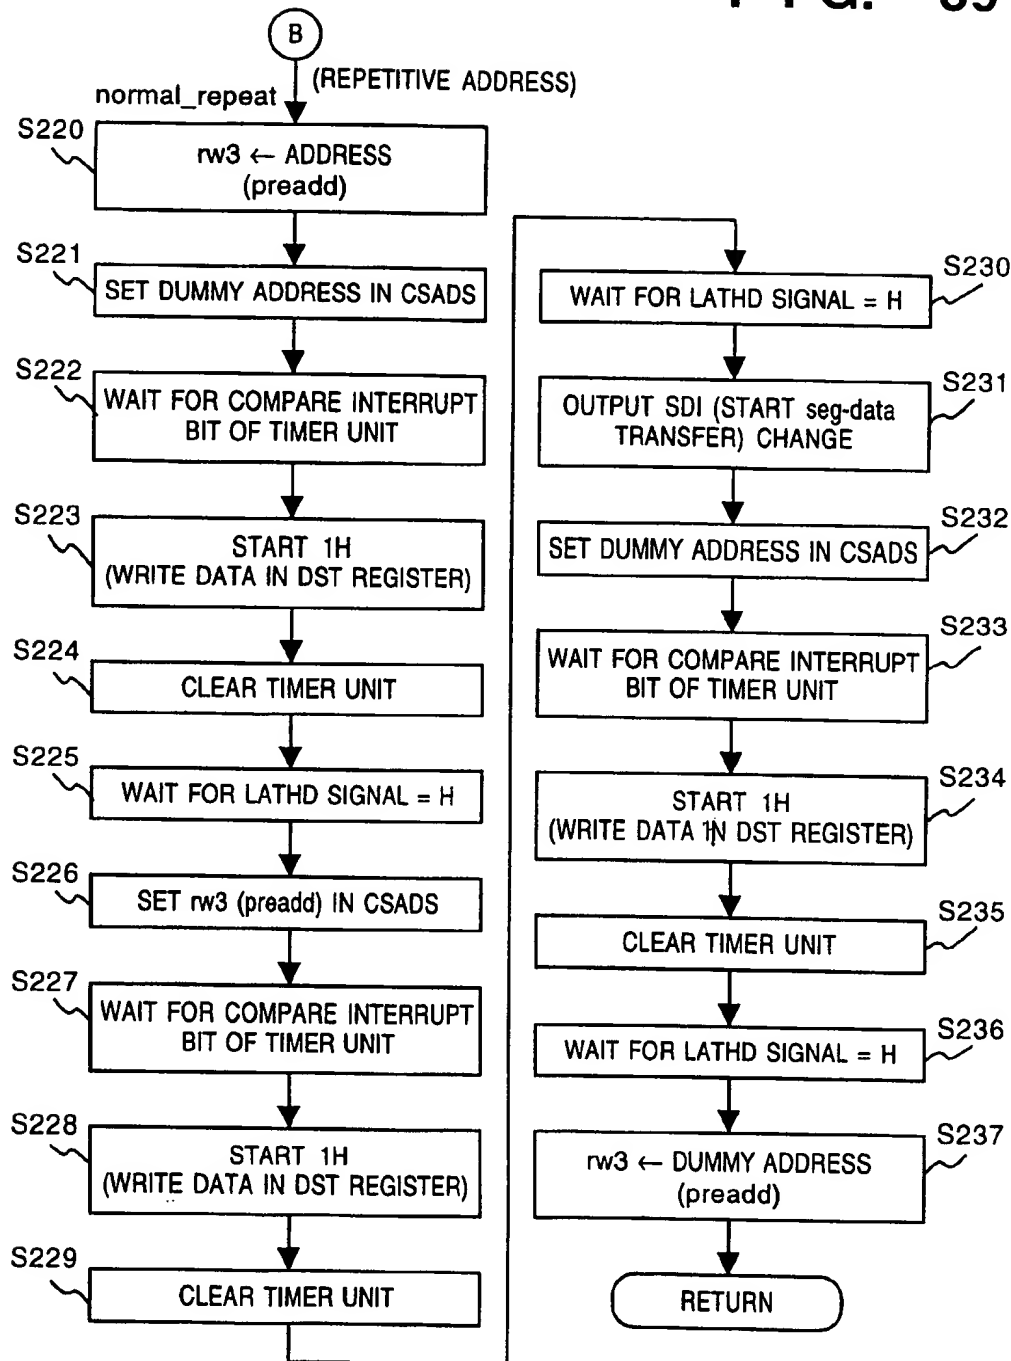 B
(REPETITIVE ADDRESS)
normal_repeat
S220
rw3 ← ADDRESS
(preadd)
S221
SET DUMMY ADDRESS IN CSADS
S222
WAIT FOR COMPARE INTERRUPT
BIT OF TIMER UNIT
S223
START 1H
(WRITE DATA IN DST REGISTER)
S224
CLEAR TIMER UNIT
S225
WAIT FOR LATHD SIGNAL = H
S226
SET rw3 (preadd) IN CSADS
S227
WAIT FOR COMPARE INTERRUPT
BIT OF TIMER UNIT
S228
START 1H
(WRITE DATA IN DST REGISTER)
S229
CLEAR TIMER UNIT
S230
WAIT FOR LATHD SIGNAL = H
S231
OUTPUT SDI (START seg-data
TRANSFER) CHANGE
S232
SET DUMMY ADDRESS IN CSADS
S233
WAIT FOR COMPARE INTERRUPT
BIT OF TIMER UNIT
S234
START 1H
(WRITE DATA IN DST REGISTER)
S235
CLEAR TIMER UNIT
S236
WAIT FOR LATHD SIGNAL = H
S237
rw3 ← DUMMY ADDRESS
(preadd)
RETURN